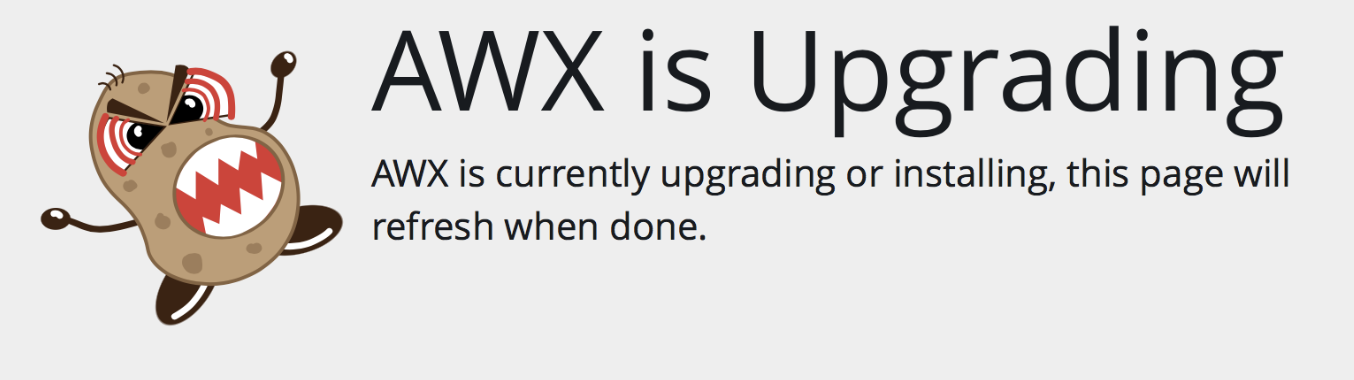 AWX is Upgrading
AWX is currently upgrading or installing, this page will
refresh when done.